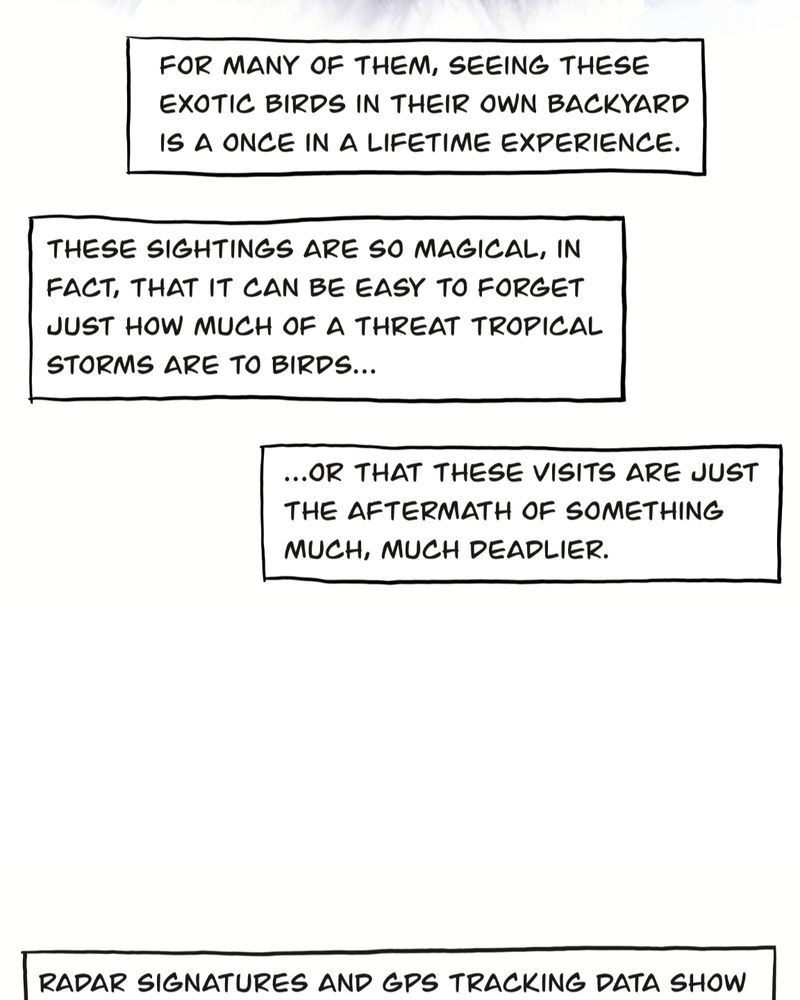 FOR MANY OF THEM, SEEING THESE
EXOTIC BIRDS IN THEIR OWN BACKYARD
IS A ONCE IN A LIFETIME EXPERIENCE.
THESE SIGHTINGS ARE SO MAGICAL, IN
FACT, THAT IT CAN BE EASY TO FORGET
JUST HOW MUCH OF A THREAT TROPICAL
STORMS ARE TO BIRDS...
...OR THAT THESE VISITS ARE JUST
THE AFTERMATH OF SOMETHING
MUCH, MUCH DEADLIER.
RADAR SIGNATURES AND GPS TRACKING DATA SHOW